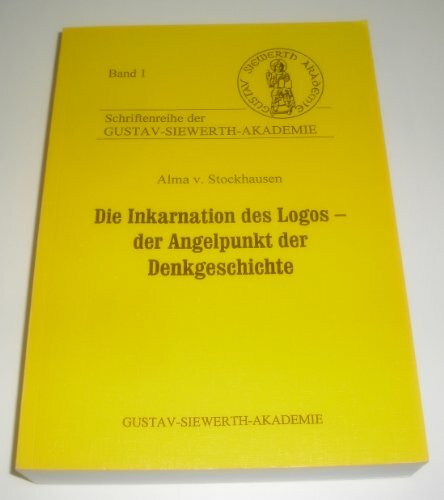 Band 1
GUSTAV SIEWERTH AKADEMIE
Schriftenreihe der
GUSTAV-SIEWERTH-AKADEMIE
Alma v. Stockhausen
Die Inkarnation des Logos –
der Angelpunkt der
Denkgeschichte
GUSTAV-SIEWERTH-AKADEMIE